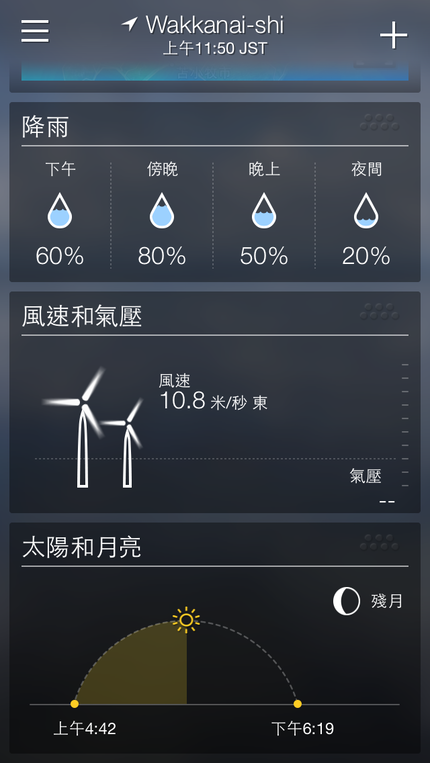 Wakkanai-shi
上午11:50 JST
降雨
下午 傍晚 晚上 夜間
60% 80% 50% 20%
風速和氣壓
風速
10.8 米/秒 東
氣壓
--
太陽和月亮
殘月
上午4:42 下午6:19